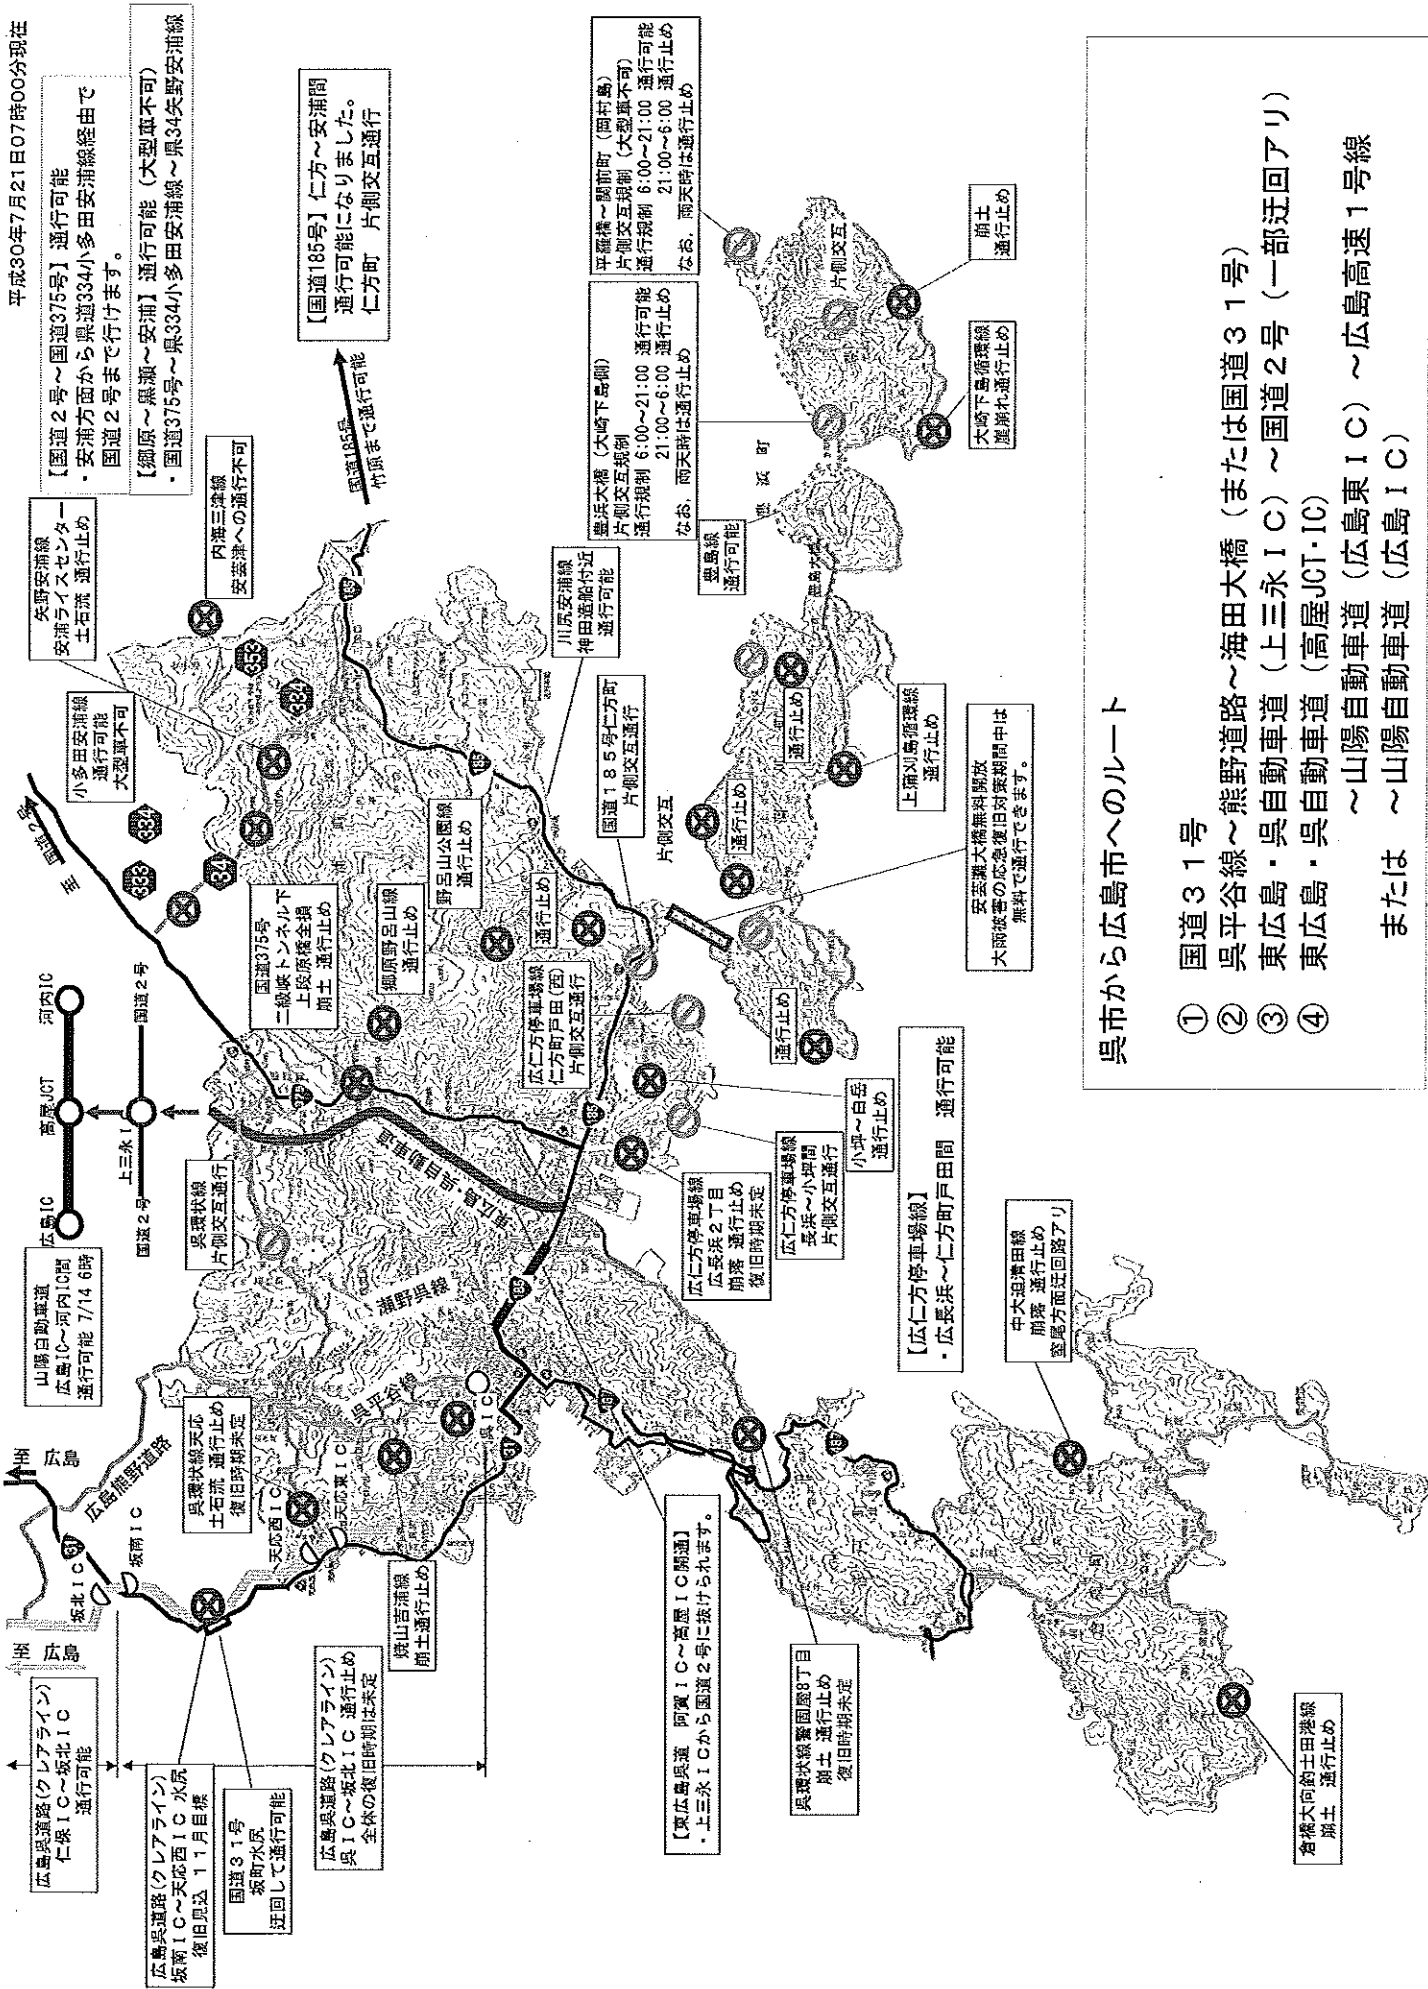 平成30年7月21日07時00分現在
【国道2号～国道375号】通行可能
・安浦方面から県道334小多田安浦線経由で
国道2号まで行けます。
【郷原～黒瀬～安浦】通行可能（大型車不可）
・国道375号～県334小多田安浦線～県34矢野安浦線
【国道185号】仁方～安浦間
通行可能になりました。
仁方町　片側交互通行
国道185号
竹原まで通行可能
至 広島
至 広島
広島呉道路(クレアライン)
仁保IC～坂北IC
通行可能
坂北IC
坂南IC
広島熊野道路
31
広島呉道路(クレアライン)
坂南IC～天応西IC 水尻
復旧見込 11月目標
国道31号
坂町水尻
迂回して通行可能
広島呉道路(クレアライン)
呉IC～坂北IC 通行止め
全体の復旧時期は未定
呉環状線天応
土石流 通行止め
復旧時期未定
天応西IC
天応東IC
焼山吉浦線
崩土通行止め
呉平谷線
呉IC
31
瀬野呉線
山陽自動車道
広島IC～河内IC間
通行可能 7/14 6時
広島IC
高屋JCT
河内IC
国道2号
上三永I
国道2号
至 国道2号
呉環状線
片側交互通行
東広島・呉自動車道
333
334
34
小多田安浦線
通行可能
大型車不可
矢野安浦線
安浦ライスセンター
土石流 通行止め
内海三津線
安芸津への通行不可
353
334
185
国道375号
二級峡トンネル下
上段原橋全損
崩土 通行止め
郷原野呂山線
通行止め
野呂山公園線
通行止め
185
川尻安浦線
神田造船付近
通行可能
通行止め
国道185号仁方町
片側交互通行
広仁方停車場線
仁方町戸田(西)
片側交互通行
185
185
片側交互
広仁方停車場線
広長浜2丁目
崩落 通行止め
復旧時期未定
広仁方停車場線
長浜～小坪間
片側交互通行
小坪～白岳
通行止め
【広仁方停車場線】
・広長浜～仁方町戸田間　通行可能
通行止め
通行止め
通行止め
上蒲刈島循環線
通行止め
安芸灘大橋無料開放
大雨被害の応急復旧対策期間中は
無料で通行できます。
豊島大橋
豊島線
通行可能
豊浜町
豊浜大橋（大崎下島側）
片側交互規制
通行規制 6:00～21:00 通行可能
21:00～6:00 通行止め
なお、雨天時は通行止め
平羅橋～関前町（岡村島）
片側交互規制（大型車不可）
通行規制 6:00～21:00 通行可能
21:00～6:00 通行止め
なお、雨天時は通行止め
片側交互
崩土
通行止め
大崎下島循環線
崖崩れ通行止め
【東広島呉道　阿賀IC～高屋IC開通】
・上三永ICから国道2号に抜けられます。
487
487
呉環状線警固屋8丁目
崩土 通行止め
復旧時期未定
中大迫濱田線
崩落 通行止め
室尾方面迂回路アリ
倉橋大向釣士田港線
崩土　通行止め
呉市から広島市へのルート
①　国道31号
②　呉平谷線～熊野道路～海田大橋（または国道31号）
③　東広島・呉自動車道（上三永IC）～国道2号（一部迂回アリ）
④　東広島・呉自動車道（高屋JCT・IC）
～山陽自動車道（広島東IC）～広島高速1号線
または　～山陽自動車道（広島IC）